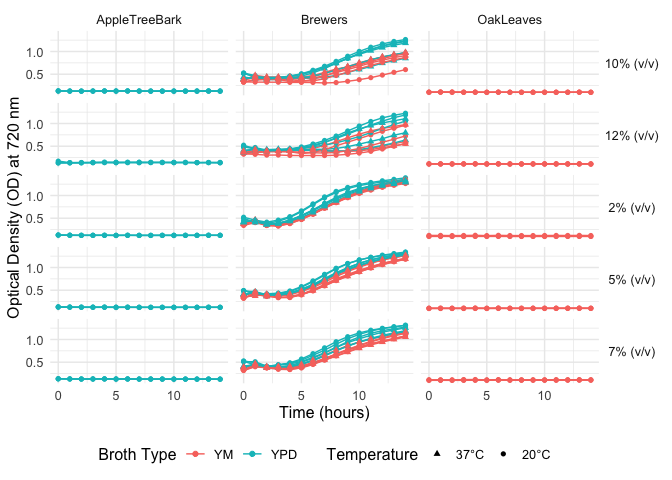 AppleTreeBark Brewers OakLeaves
1.0
0.5
10% (v/v)
1.0
0.5
12% (v/v)
1.0
0.5
2% (v/v)
1.0
0.5
5% (v/v)
1.0
0.5
7% (v/v)
Optical Density (OD) at 720 nm
0 5 10 0 5 10 0 5 10
Time (hours)
Broth Type YM YPD Temperature 37°C 20°C